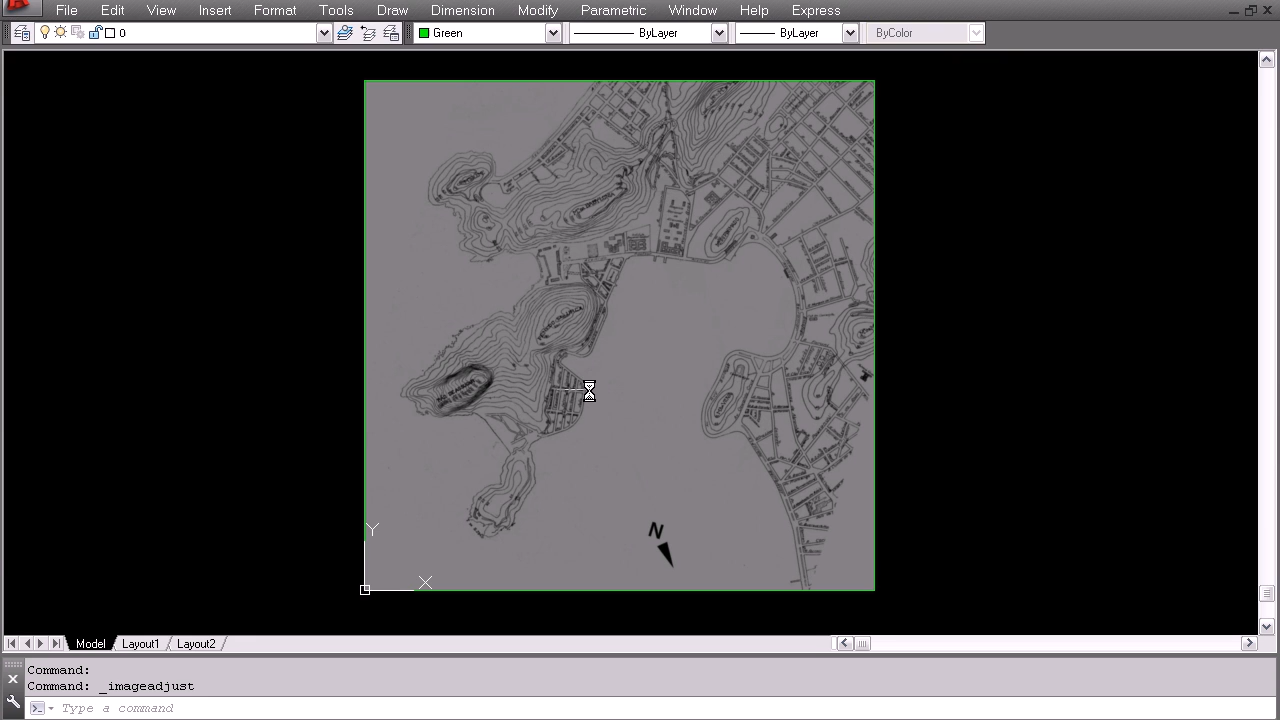 File Edit View Insert Format Tools Draw Dimension Modify Parametric Window Help Express
0 Green ByLayer ByLayer ByColor
N
Y
X
Model Layout1 Layout2
Command:
Command: _imageadjust
Type a command